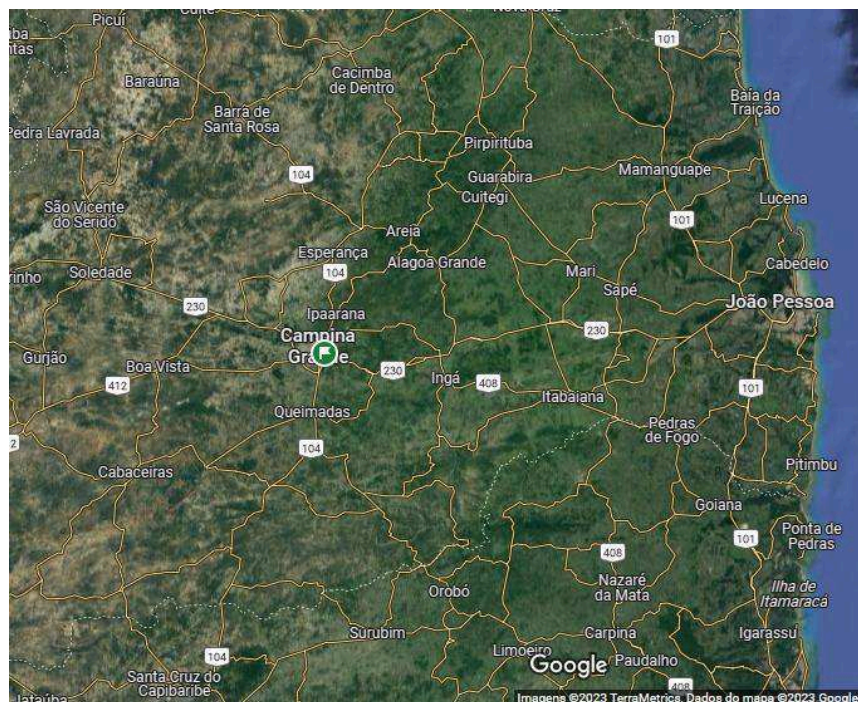 Picuí
Cuité
Nova Cruz
101
Baraúna
Cacimba
de Dentro
Baía da
Traição
Barra de
Santa Rosa
Pedra Lavrada
Pirpirituba
104
Guarabira
Mamanguape
Cuitegi
São Vicente
do Seridó
Lucena
101
Areia
Esperança
104
Alagoa Grande
Cabedelo
Soledade
Mari
Sapé
João Pessoa
230
Ipaarana
230
Campina
Grande
Gurjão
Boa Vista
230
Ingá
412
408
101
Itabaiana
Queimadas
Pedras
de Fogo
104
Cabaceiras
Pitimbu
Goiana
Ponta de
Pedras
101
408
Nazaré
da Mata
Ilha de
Itamaracá
Orobó
Surubim
Carpina
Igarassu
104
Limoeiro
Google
Paudalho
Santa Cruz do
Capibaribe
408
Imagens ©2023 TerraMetrics, Dados do mapa ©2023 Google